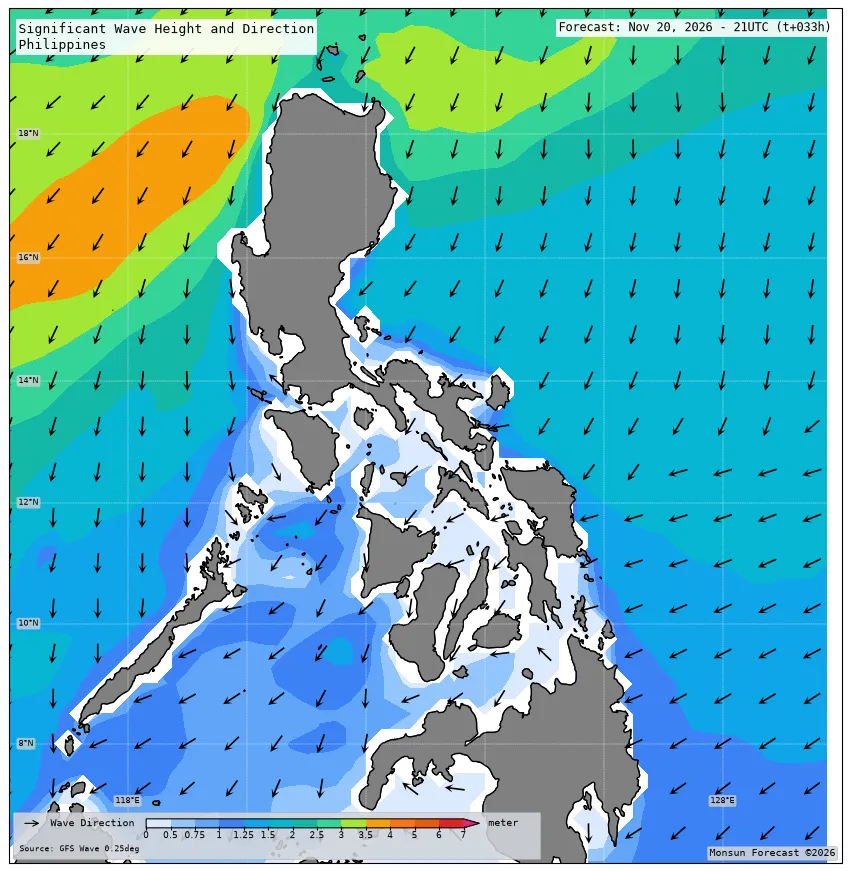 Significant Wave Height and Direction
Philippines
Forecast: Nov 20, 2026 - 21UTC (t+033h)
18°N
16°N
14°N
12°N
10°N
8°N
118°E
128°E
Wave Direction
0 0.5 0.75 1 1.25 1.5 2 2.5 3 3.5 4 5 6 7
meter
Source: GFS Wave 0.25deg
Monsun Forecast ©2026